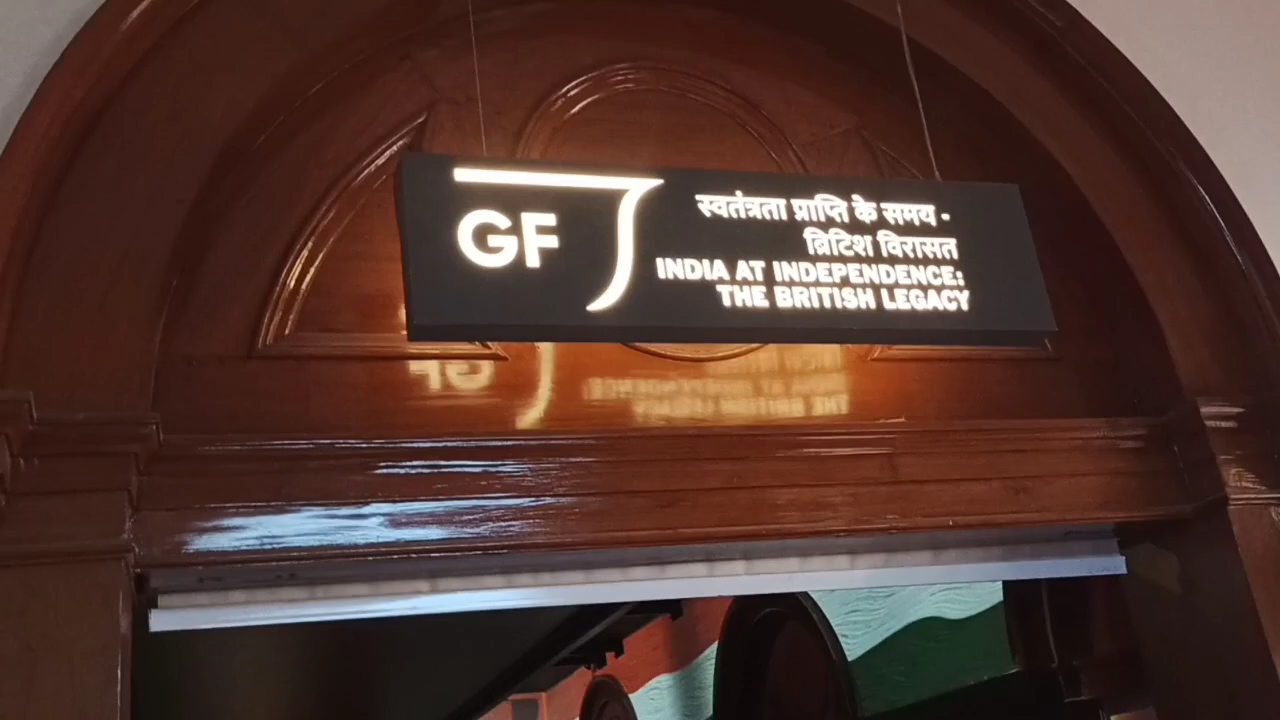 GF
स्वतंत्रता प्राप्ति के समय -
ब्रिटिश विरासत
INDIA AT INDEPENDENCE:
THE BRITISH LEGACY